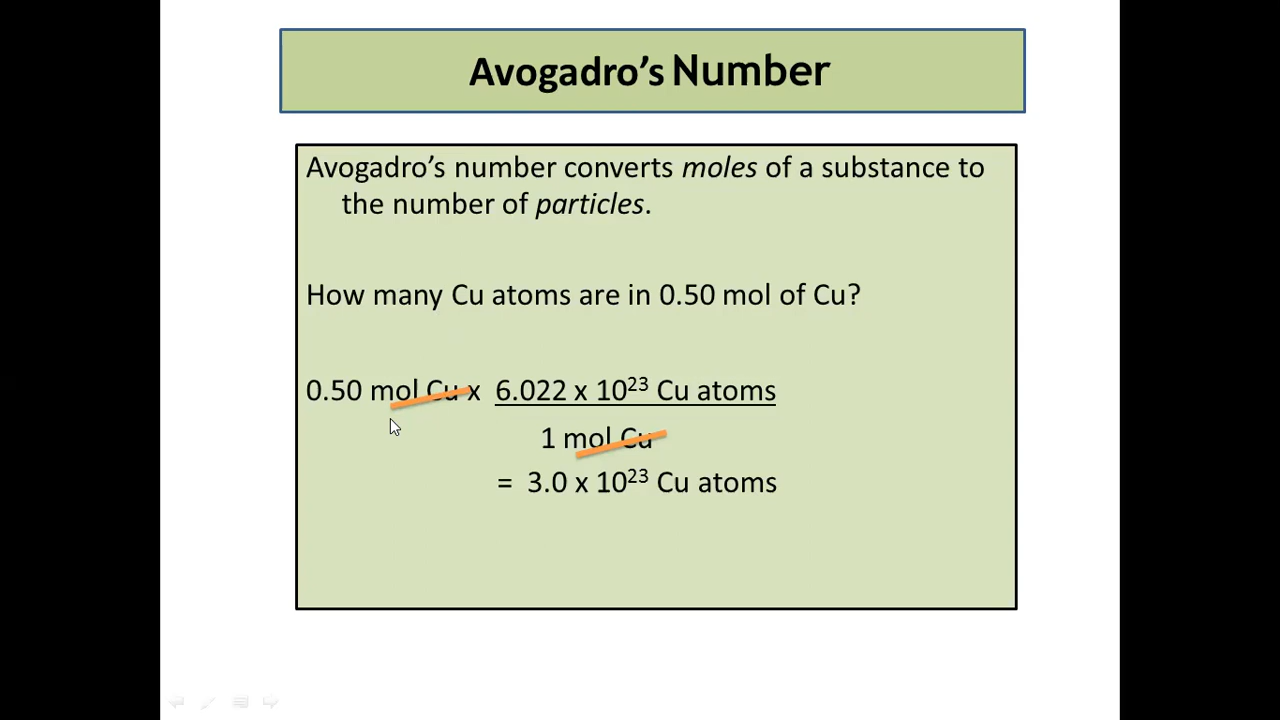 Avogadro’s Number
Avogadro’s number converts moles of a substance to
the number of particles.
How many Cu atoms are in 0.50 mol of Cu?
0.50 mol Cu x 6.022 x 10²³ Cu atoms
1 mol Cu
= 3.0 x 10²³ Cu atoms